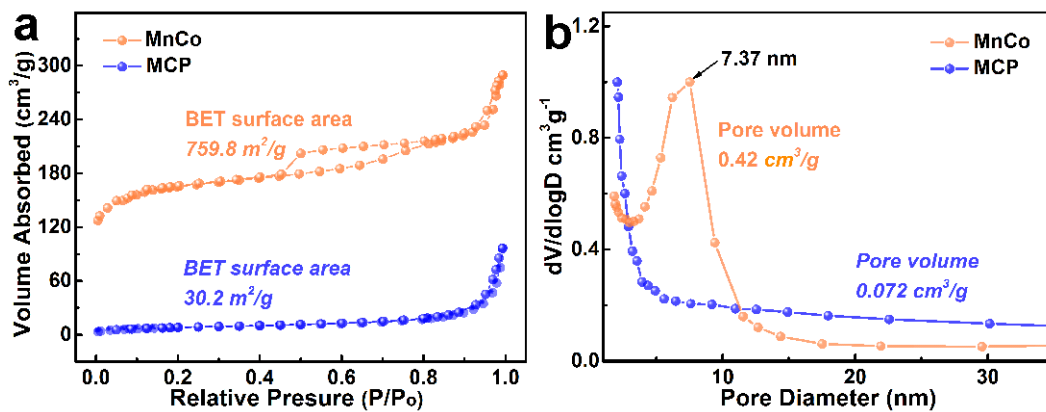 a
MnCo
MCP
Volume Absorbed (cm³/g)
300
240
180
120
60
0
BET surface area
759.8 m²/g
BET surface area
30.2 m²/g
0.0 0.2 0.4 0.6 0.8 1.0
Relative Presure (P/P₀)
b
MnCo
MCP
dV/dlogD cm³g⁻¹
1.2
0.8
0.4
0.0
7.37 nm
Pore volume
0.42 cm³/g
Pore volume
0.072 cm³/g
10 20 30
Pore Diameter (nm)